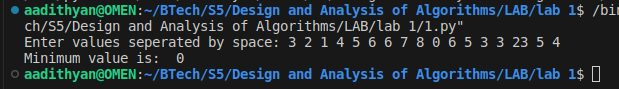 aadithyan@OMEN:~/BTech/S5/Design and Analysis of Algorithms/LAB/lab 1$ /bin
ch/S5/Design and Analysis of Algorithms/LAB/lab 1/1.py"
Enter values seperated by space: 3 2 1 4 5 6 6 7 8 0 6 5 3 3 23 5 4
Minimum value is:  0
aadithyan@OMEN:~/BTech/S5/Design and Analysis of Algorithms/LAB/lab 1$